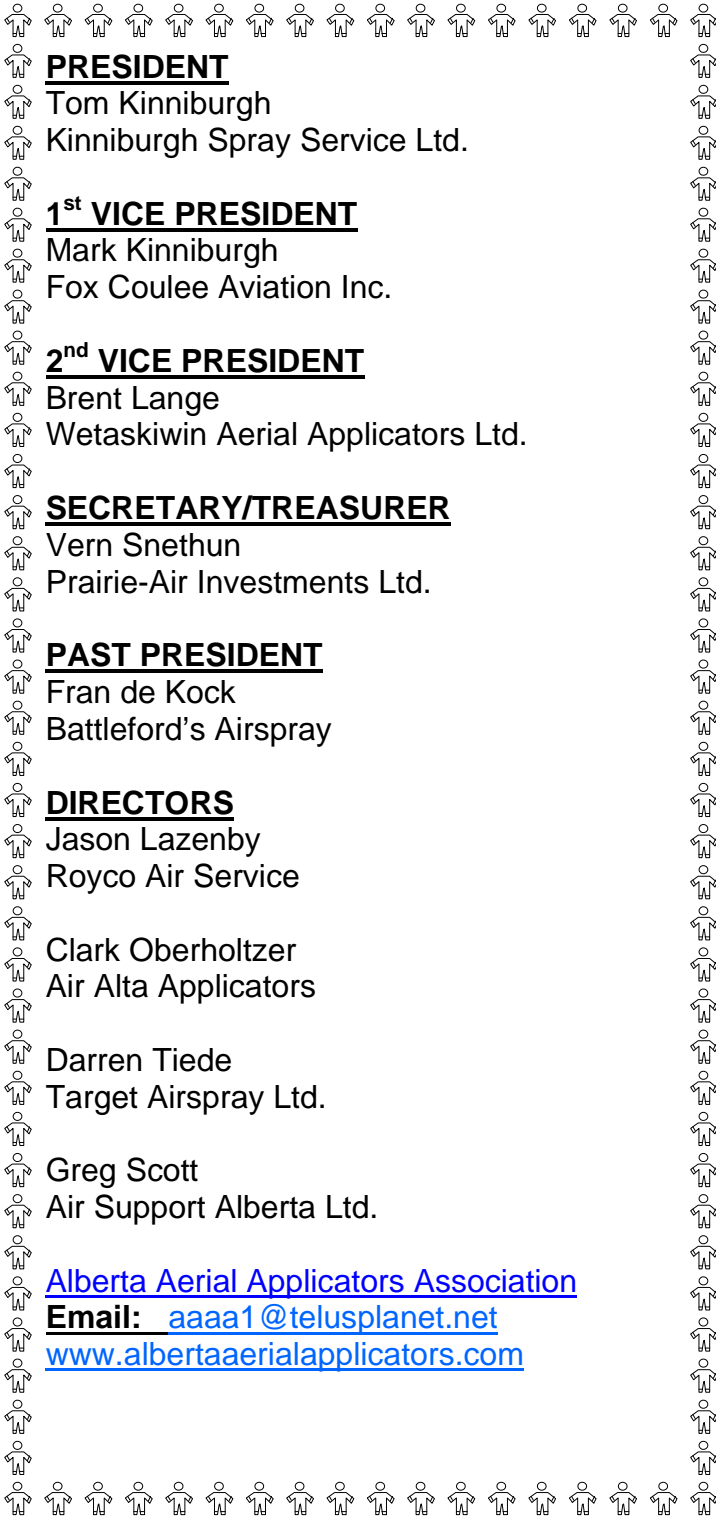 PRESIDENT
Tom Kinniburgh
Kinniburgh Spray Service Ltd.
1st VICE PRESIDENT
Mark Kinniburgh
Fox Coulee Aviation Inc.
2nd VICE PRESIDENT
Brent Lange
Wetaskiwin Aerial Applicators Ltd.
SECRETARY/TREASURER
Vern Snethun
Prairie-Air Investments Ltd.
PAST PRESIDENT
Fran de Kock
Battleford’s Airspray
DIRECTORS
Jason Lazenby
Royco Air Service
Clark Oberholtzer
Air Alta Applicators
Darren Tiede
Target Airspray Ltd.
Greg Scott
Air Support Alberta Ltd.
Alberta Aerial Applicators Association
Email: aaaa1@telusplanet.net
www.albertaaerialapplicators.com